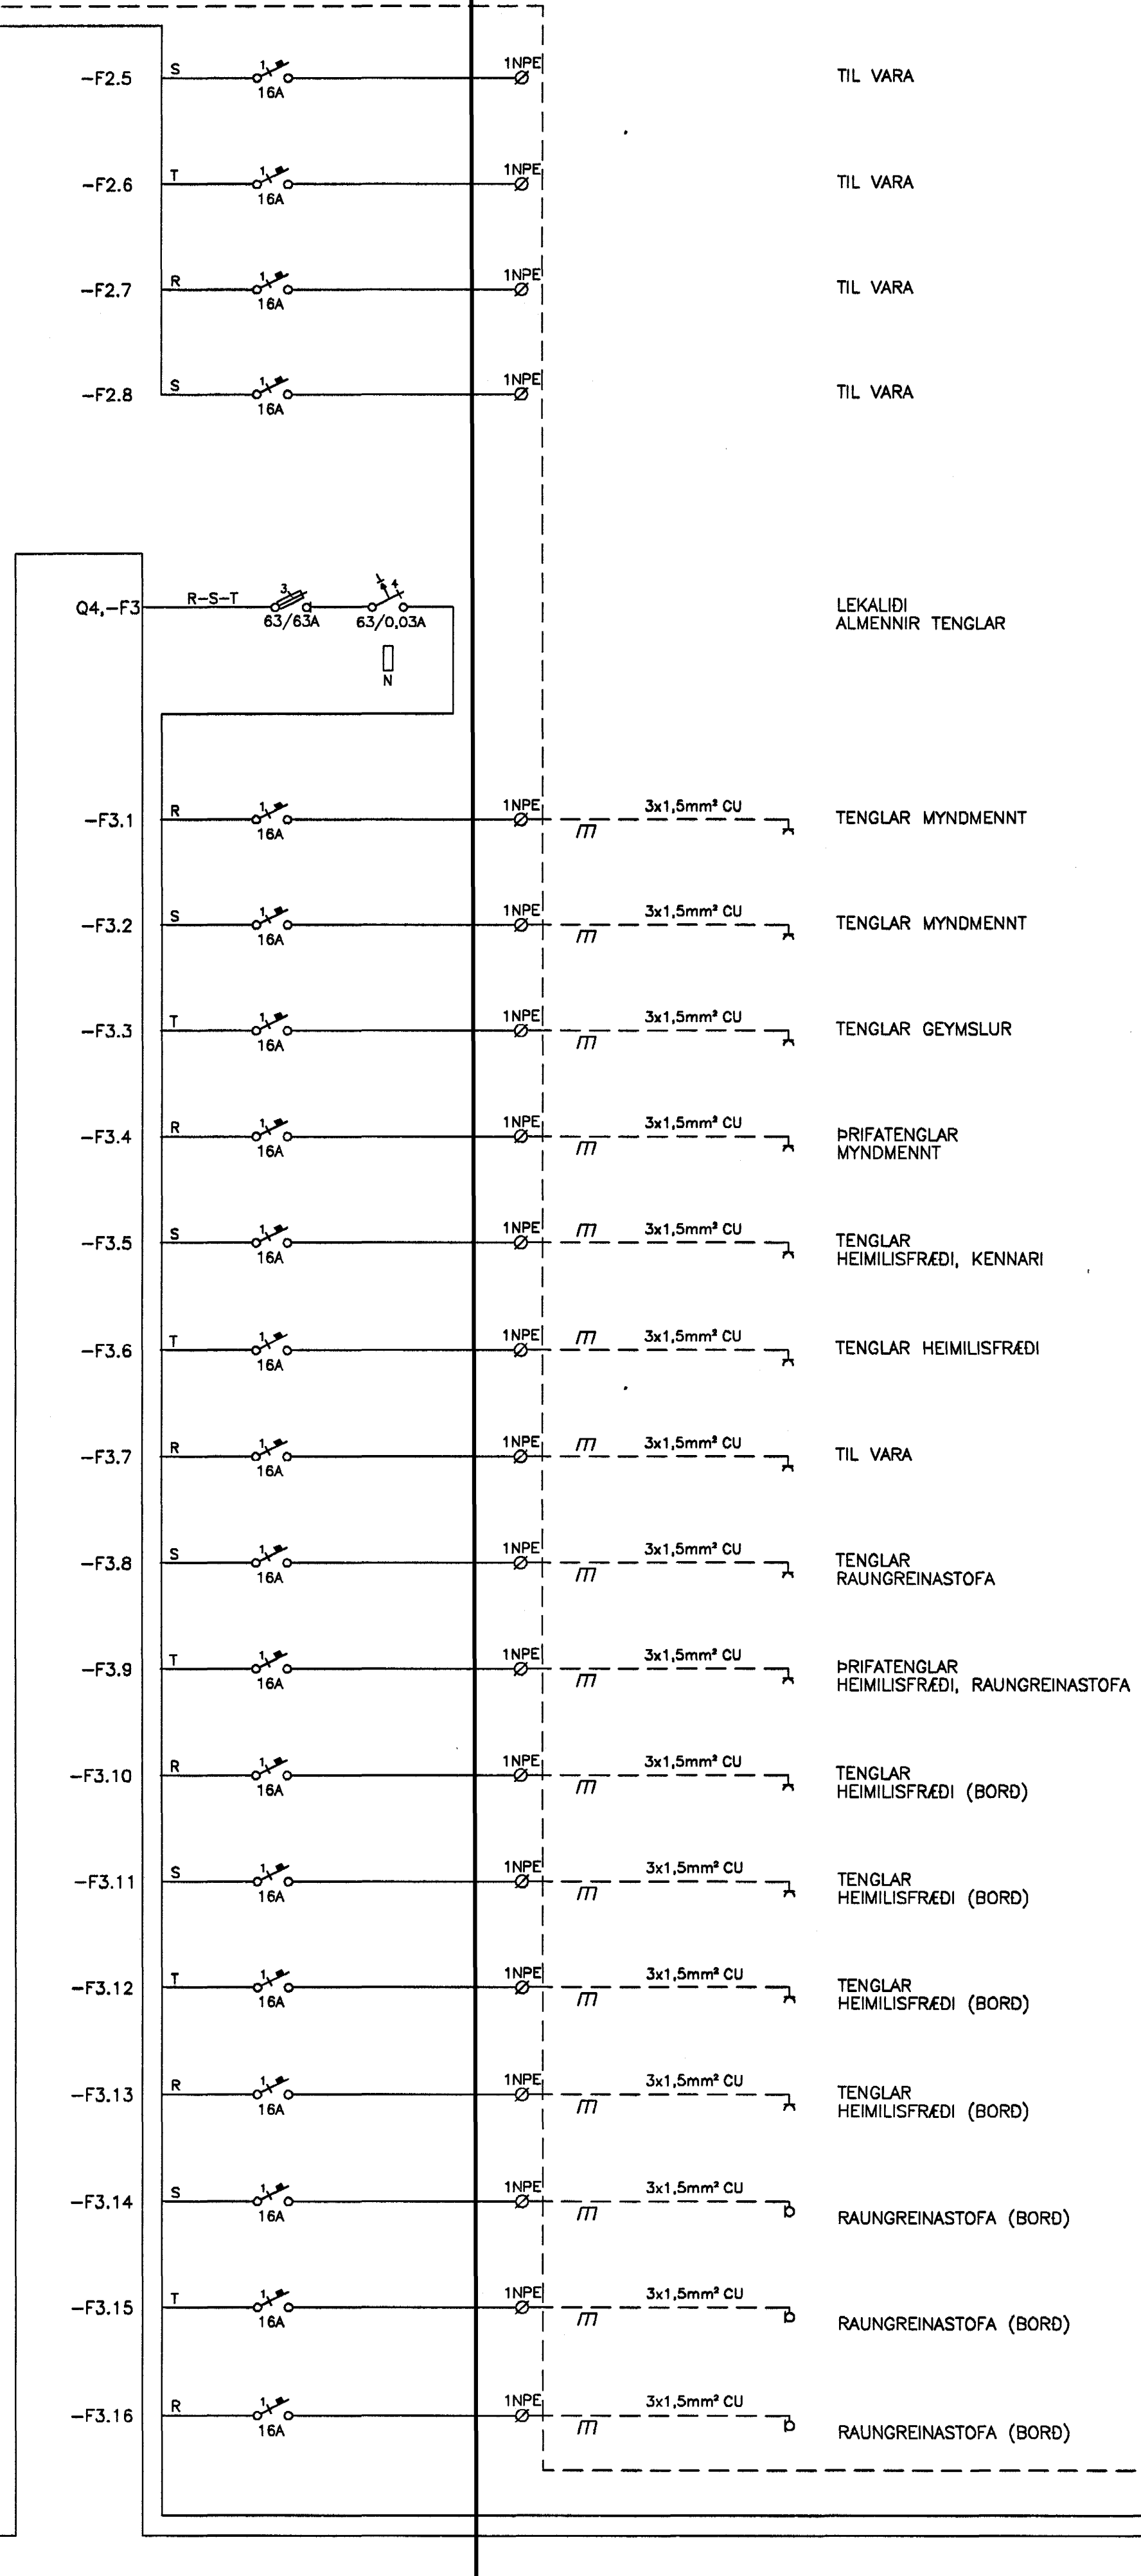 -F2.5 S 1 16A 1NPE TIL VARA
-F2.6 T 1 16A 1NPE TIL VARA
-F2.7 R 1 16A 1NPE TIL VARA
-F2.8 S 1 16A 1NPE TIL VARA
Q4,-F3 R-S-T 3 63/63A 4 63/0,03A LEKALIÐI
ALMENNIR TENGLAR
N
-F3.1 R 1 16A 1NPE 3x1,5mm² CU TENGLAR MYNDMENNT
-F3.2 S 1 16A 1NPE 3x1,5mm² CU TENGLAR MYNDMENNT
-F3.3 T 1 16A 1NPE 3x1,5mm² CU TENGLAR GEYMSLUR
-F3.4 R 1 16A 1NPE 3x1,5mm² CU ÞRIFATENGLAR
MYNDMENNT
-F3.5 S 1 16A 1NPE 3x1,5mm² CU TENGLAR
HEIMILISFRÆÐI, KENNARI
-F3.6 T 1 16A 1NPE 3x1,5mm² CU TENGLAR HEIMILISFRÆÐI
-F3.7 R 1 16A 1NPE 3x1,5mm² CU TIL VARA
-F3.8 S 1 16A 1NPE 3x1,5mm² CU TENGLAR
RAUNGREINASTOFA
-F3.9 T 1 16A 1NPE 3x1,5mm² CU ÞRIFATENGLAR
HEIMILISFRÆÐI, RAUNGREINASTOFA
-F3.10 R 1 16A 1NPE 3x1,5mm² CU TENGLAR
HEIMILISFRÆÐI (BORÐ)
-F3.11 S 1 16A 1NPE 3x1,5mm² CU TENGLAR
HEIMILISFRÆÐI (BORÐ)
-F3.12 T 1 16A 1NPE 3x1,5mm² CU TENGLAR
HEIMILISFRÆÐI (BORÐ)
-F3.13 R 1 16A 1NPE 3x1,5mm² CU TENGLAR
HEIMILISFRÆÐI (BORÐ)
-F3.14 S 1 16A 1NPE 3x1,5mm² CU RAUNGREINASTOFA (BORÐ)
-F3.15 T 1 16A 1NPE 3x1,5mm² CU RAUNGREINASTOFA (BORÐ)
-F3.16 R 1 16A 1NPE 3x1,5mm² CU RAUNGREINASTOFA (BORÐ)